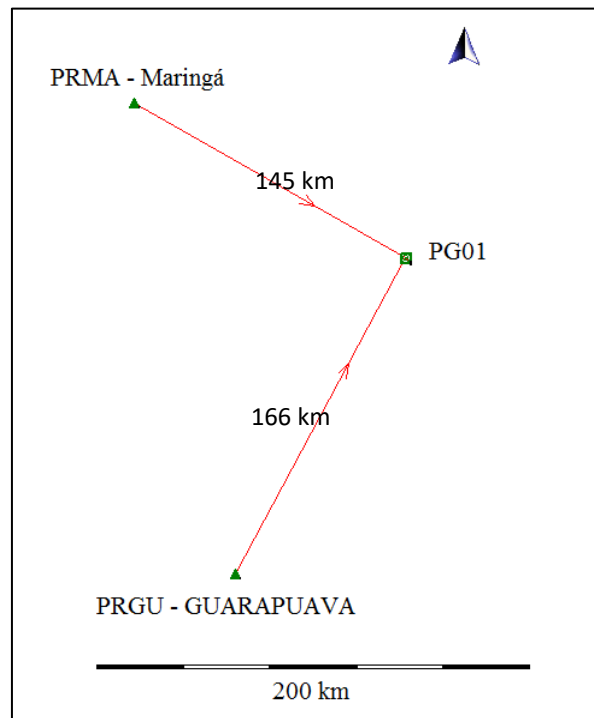 PRMA - Maringá
145 km
PG01
166 km
PRGU - GUARAPUAVA
200 km